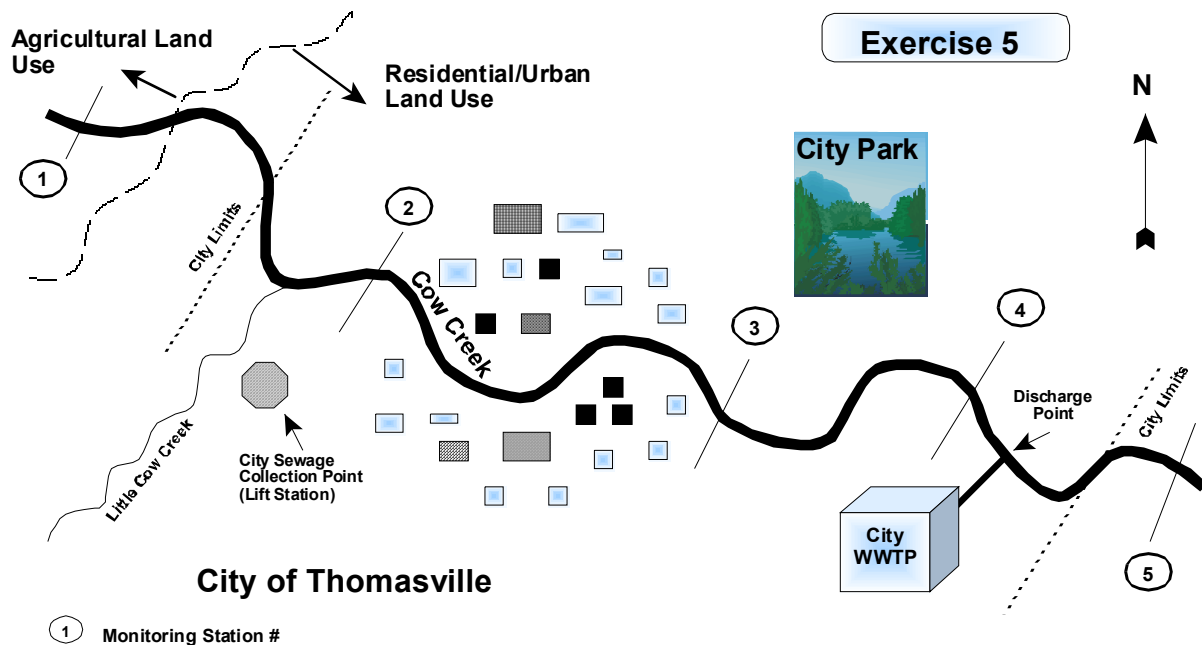 Exercise 5
Agricultural Land
Use
Residential/Urban
Land Use
N
City Park
1
City Limits
2
Cow Creek
3
4
Discharge
Point
City LImits
Little Cow Creek
City Sewage
Collection Point
(Lift Station)
City
WWTP
5
City of Thomasville
1 Monitoring Station #